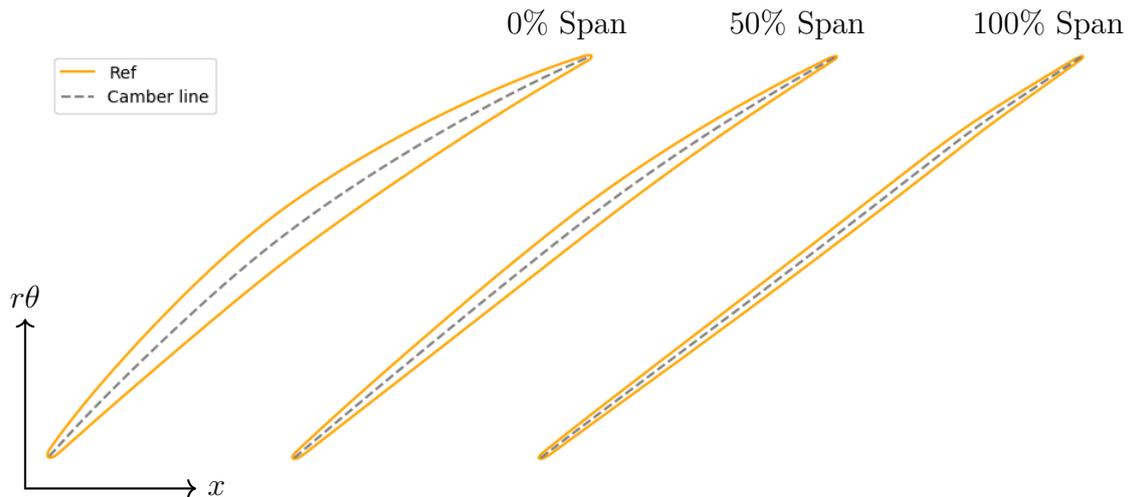 0% Span
50% Span
100% Span
Ref
Camber line
rθ
x